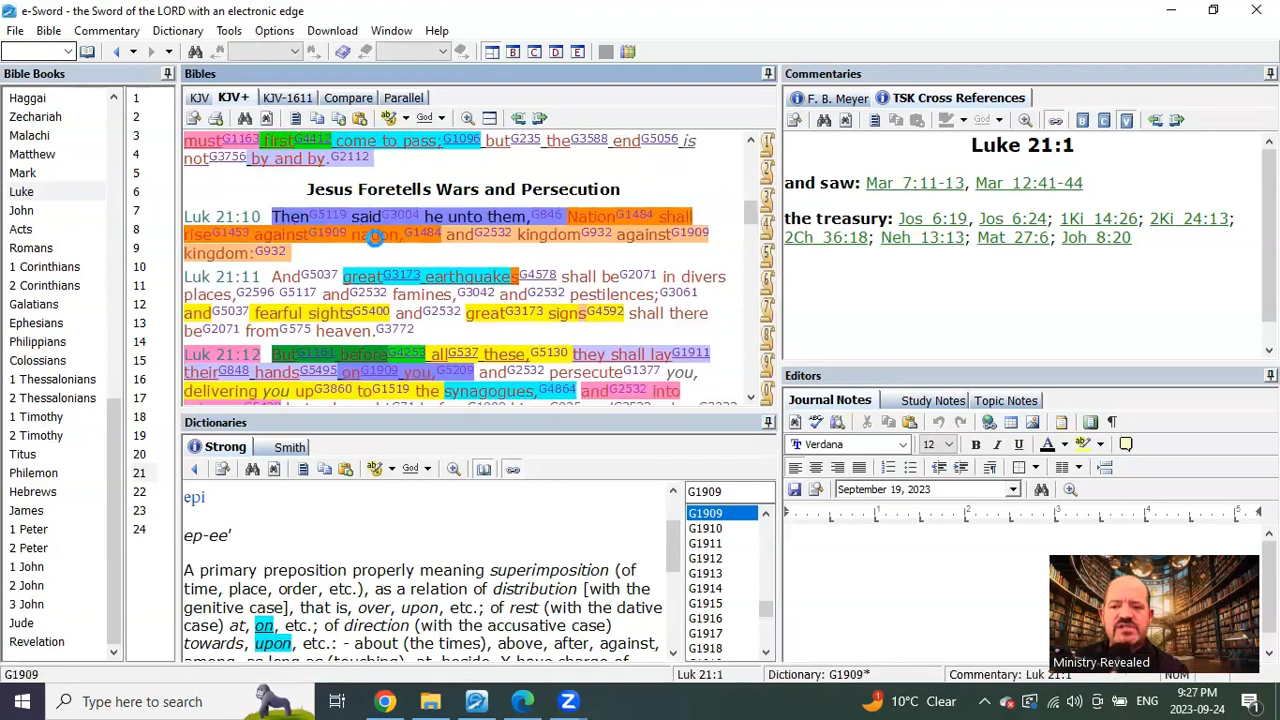 e-Sword - the Sword of the LORD with an electronic edge
File Bible Commentary Dictionary Tools Options Download Window Help
B C D E
Bible Books
Haggai
Zechariah
Malachi
Matthew
Mark
Luke
John
Acts
Romans
1 Corinthians
2 Corinthians
Galatians
Ephesians
Philippians
Colossians
1 Thessalonians
2 Thessalonians
1 Timothy
2 Timothy
Titus
Philemon
Hebrews
James
1 Peter
2 Peter
1 John
2 John
3 John
Jude
Revelation
1
2
3
4
5
6
7
8
9
10
11
12
13
14
15
16
17
18
19
20
21
22
23
24
Bibles
KJV KJV+ KJV-1611 Compare Parallel
God
must G1163 first G4412 come to pass; G1096 but G235 the G3588 end G5056 is
not G3756 by and by. G2112
Jesus Foretells Wars and Persecution
Luk 21:10 Then G5119 said G3004 he unto them, G846 Nation G1484 shall
rise G1453 against G1909 nation, G1484 and G2532 kingdom G932 against G1909
kingdom: G932
Luk 21:11 And G5037 great G3173 earthquakes G4578 shall be G2071 in divers
places, G2596 G5117 and G2532 famines, G3042 and G2532 pestilences; G3061
and G5037 fearful sights G5400 and G2532 great G3173 signs G4592 shall there
be G2071 from G575 heaven. G3772
Luk 21:12 But G1161 before G4253 all G537 these, G5130 they shall lay G1911
their G848 hands G5495 on G1909 you, G5209 and G2532 persecute G1377 you,
delivering you up G3860 to G1519 the synagogues, G4864 and G2532 into
Dictionaries
Strong Smith
God
epi
ep-ee'
A primary preposition properly meaning superimposition (of
time, place, order, etc.), as a relation of distribution [with the
genitive case], that is, over, upon, etc.; of rest (with the dative
case) at, on, etc.; of direction (with the accusative case)
towards, upon, etc.: - about (the times), above, after, against,
among, as long as (touching), at, beside, X have charge of
G1909
G1909
G1910
G1911
G1912
G1913
G1914
G1915
G1916
G1917
G1918
Commentaries
F. B. Meyer TSK Cross References
God B C V
Luke 21:1
and saw: Mar 7:11-13, Mar 12:41-44
the treasury: Jos 6:19, Jos 6:24; 1Ki 14:26; 2Ki 24:13;
2Ch 36:18; Neh 13:13; Mat 27:6; Joh 8:20
Editors
Journal Notes Study Notes Topic Notes
Verdana 12 B I U A
September 19, 2023
1 2 3 4 5
Ministry Revealed
G1909 Luk 21:1 Dictionary: G1909* Commentary: Luk 21:1 NUM
Type here to search
10°C Clear
9:27 PM
2023-09-24